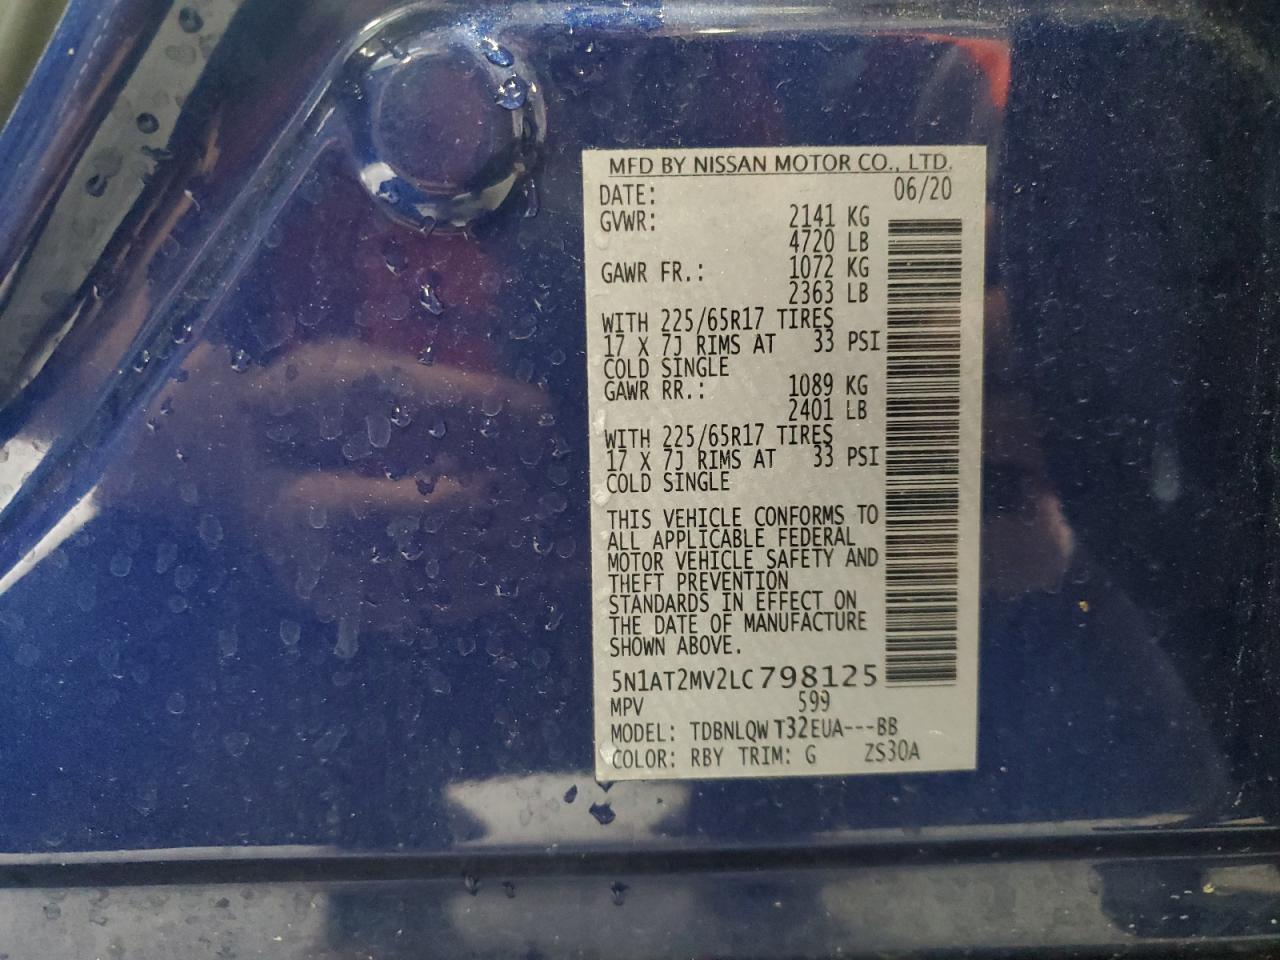 MFD BY NISSAN MOTOR CO., LTD.
DATE: 06/20
GVWR: 2141 KG
4720 LB
GAWR FR.: 1072 KG
2363 LB
WITH 225/65R17 TIRES
17 X 7J RIMS AT 33 PSI
COLD SINGLE
GAWR RR.: 1089 KG
2401 LB
WITH 225/65R17 TIRES
17 X 7J RIMS AT 33 PSI
COLD SINGLE
THIS VEHICLE CONFORMS TO
ALL APPLICABLE FEDERAL
MOTOR VEHICLE SAFETY AND
THEFT PREVENTION
STANDARDS IN EFFECT ON
THE DATE OF MANUFACTURE
SHOWN ABOVE.
5N1AT2MV2LC798125
MPV 599
MODEL: TDBNLQW T32EUA---BB
COLOR: RBY TRIM: G ZS30A